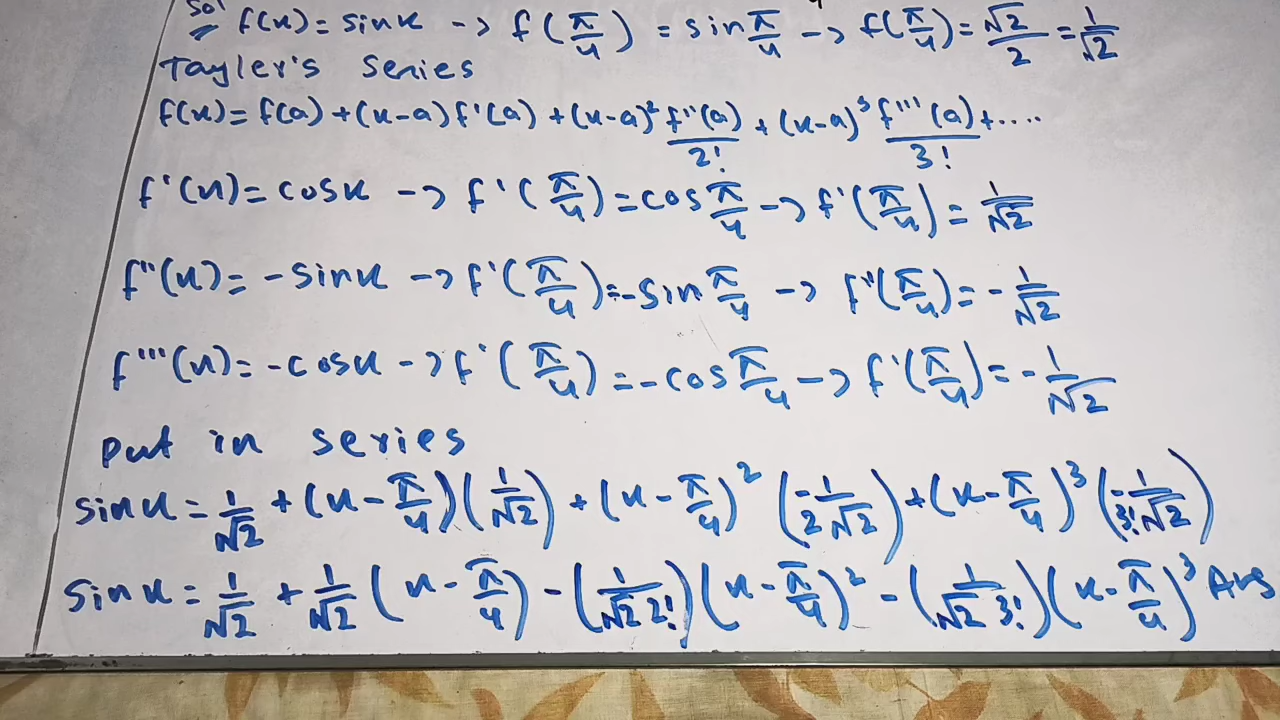 Sol f(x) = sinx → f(π/4) = sin π/4 → f(π/4) = √2/2 = 1/√2
Tayler's Series
f(x) = f(a) + (x-a) f'(a) + (x-a)² f''(a)/2! + (x-a)³ f'''(a)/3! + ....
f'(x) = cosx → f'(π/4) = cos π/4 → f'(π/4) = 1/√2
f''(x) = -sinx → f'(π/4) = -sin π/4 → f''(π/4) = -1/√2
f'''(x) = -cosx → f'(π/4) = -cos π/4 → f'(π/4) = -1/√2
Put in series
sinx = 1/√2 + (x - π/4)(1/√2) + (x - π/4)² (-1/2√2) + (x - π/4)³ (-1/3!√2)
sinx = 1/√2 + 1/√2 (x - π/4) - (1/√2 2!)(x - π/4)² - (1/√2 3!)(x - π/4)³ Ans